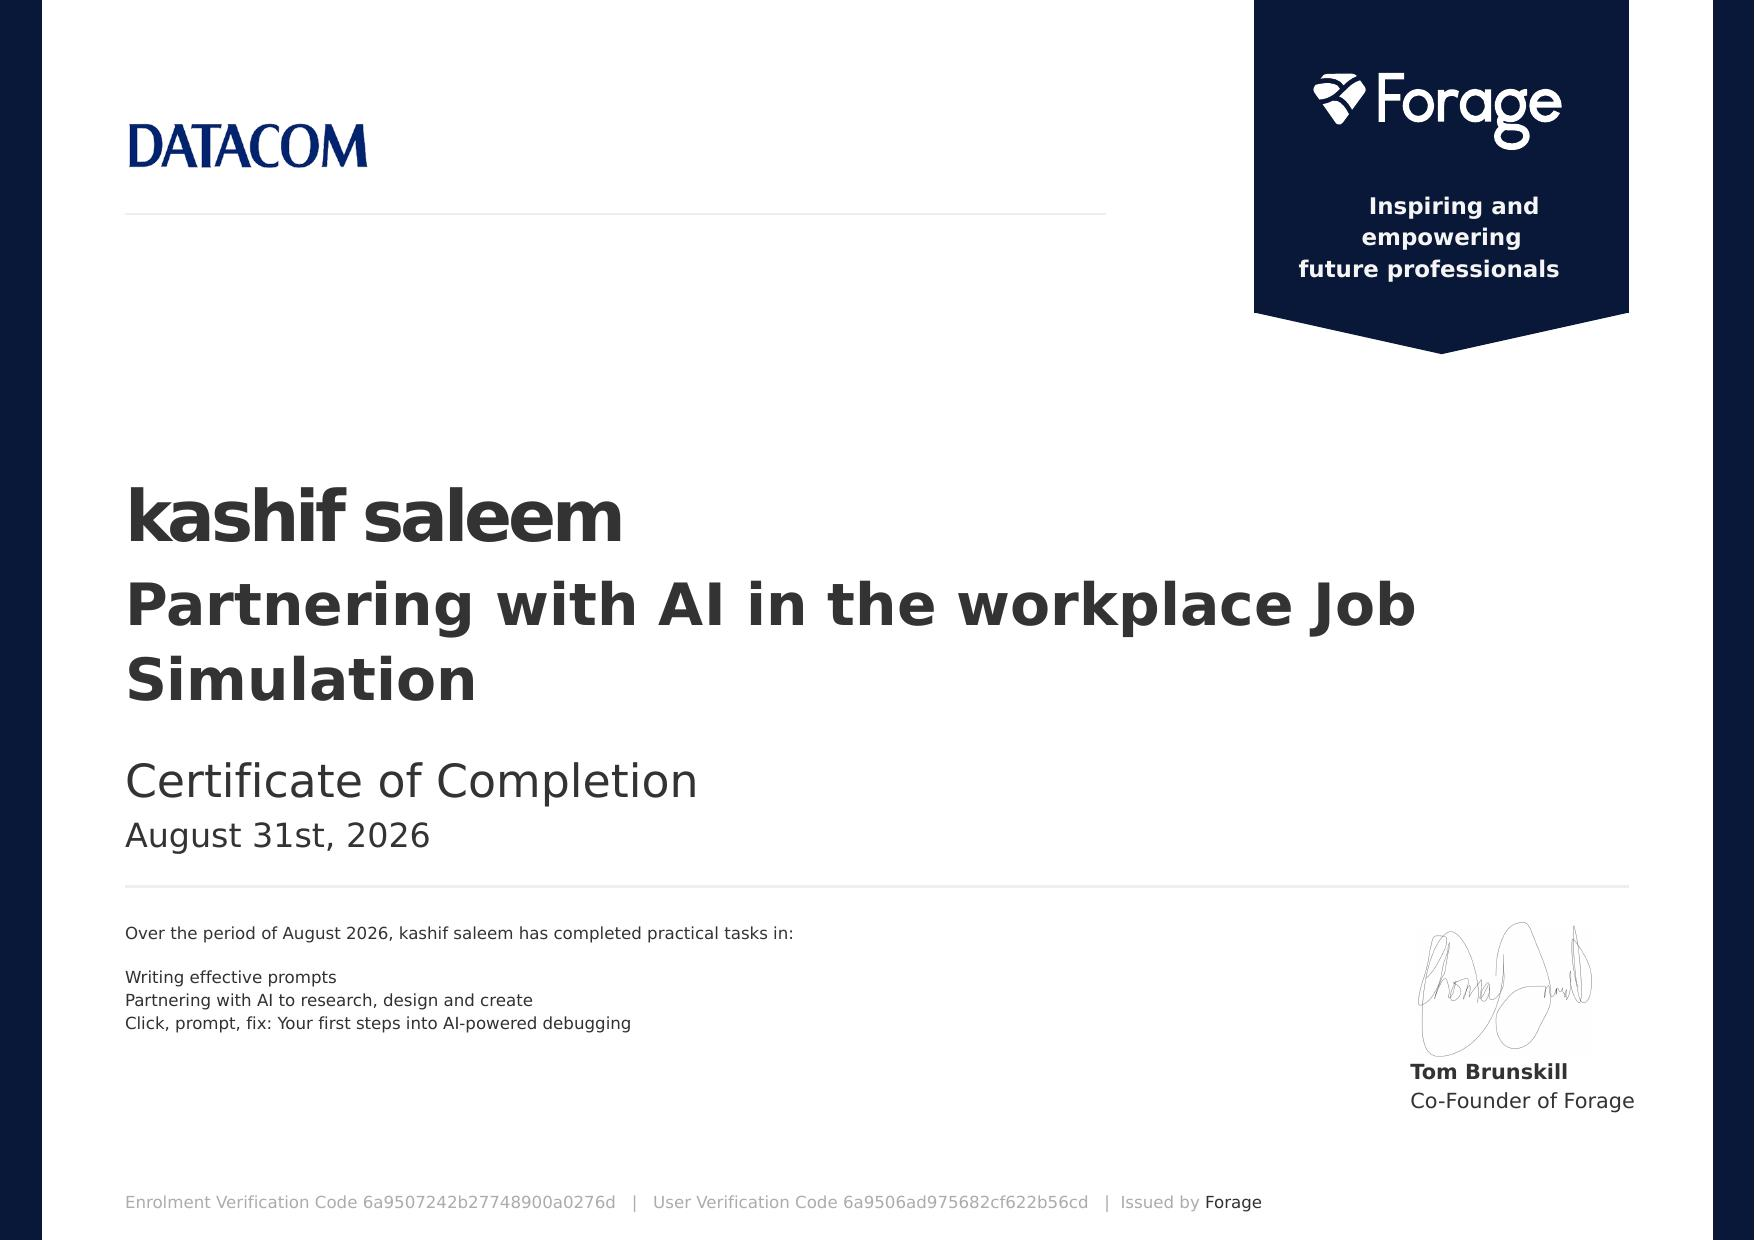 DATACOM
Forage
Inspiring and
empowering
future professionals
kashif saleem
Partnering with AI in the workplace Job
Simulation
Certificate of Completion
August 31st, 2026
Over the period of August 2026, kashif saleem has completed practical tasks in:
Writing effective prompts
Partnering with AI to research, design and create
Click, prompt, fix: Your first steps into AI-powered debugging
Tom Brunskill
Co-Founder of Forage
Enrolment Verification Code 6a9507242b27748900a0276d | User Verification Code 6a9506ad975682cf622b56cd | Issued by Forage